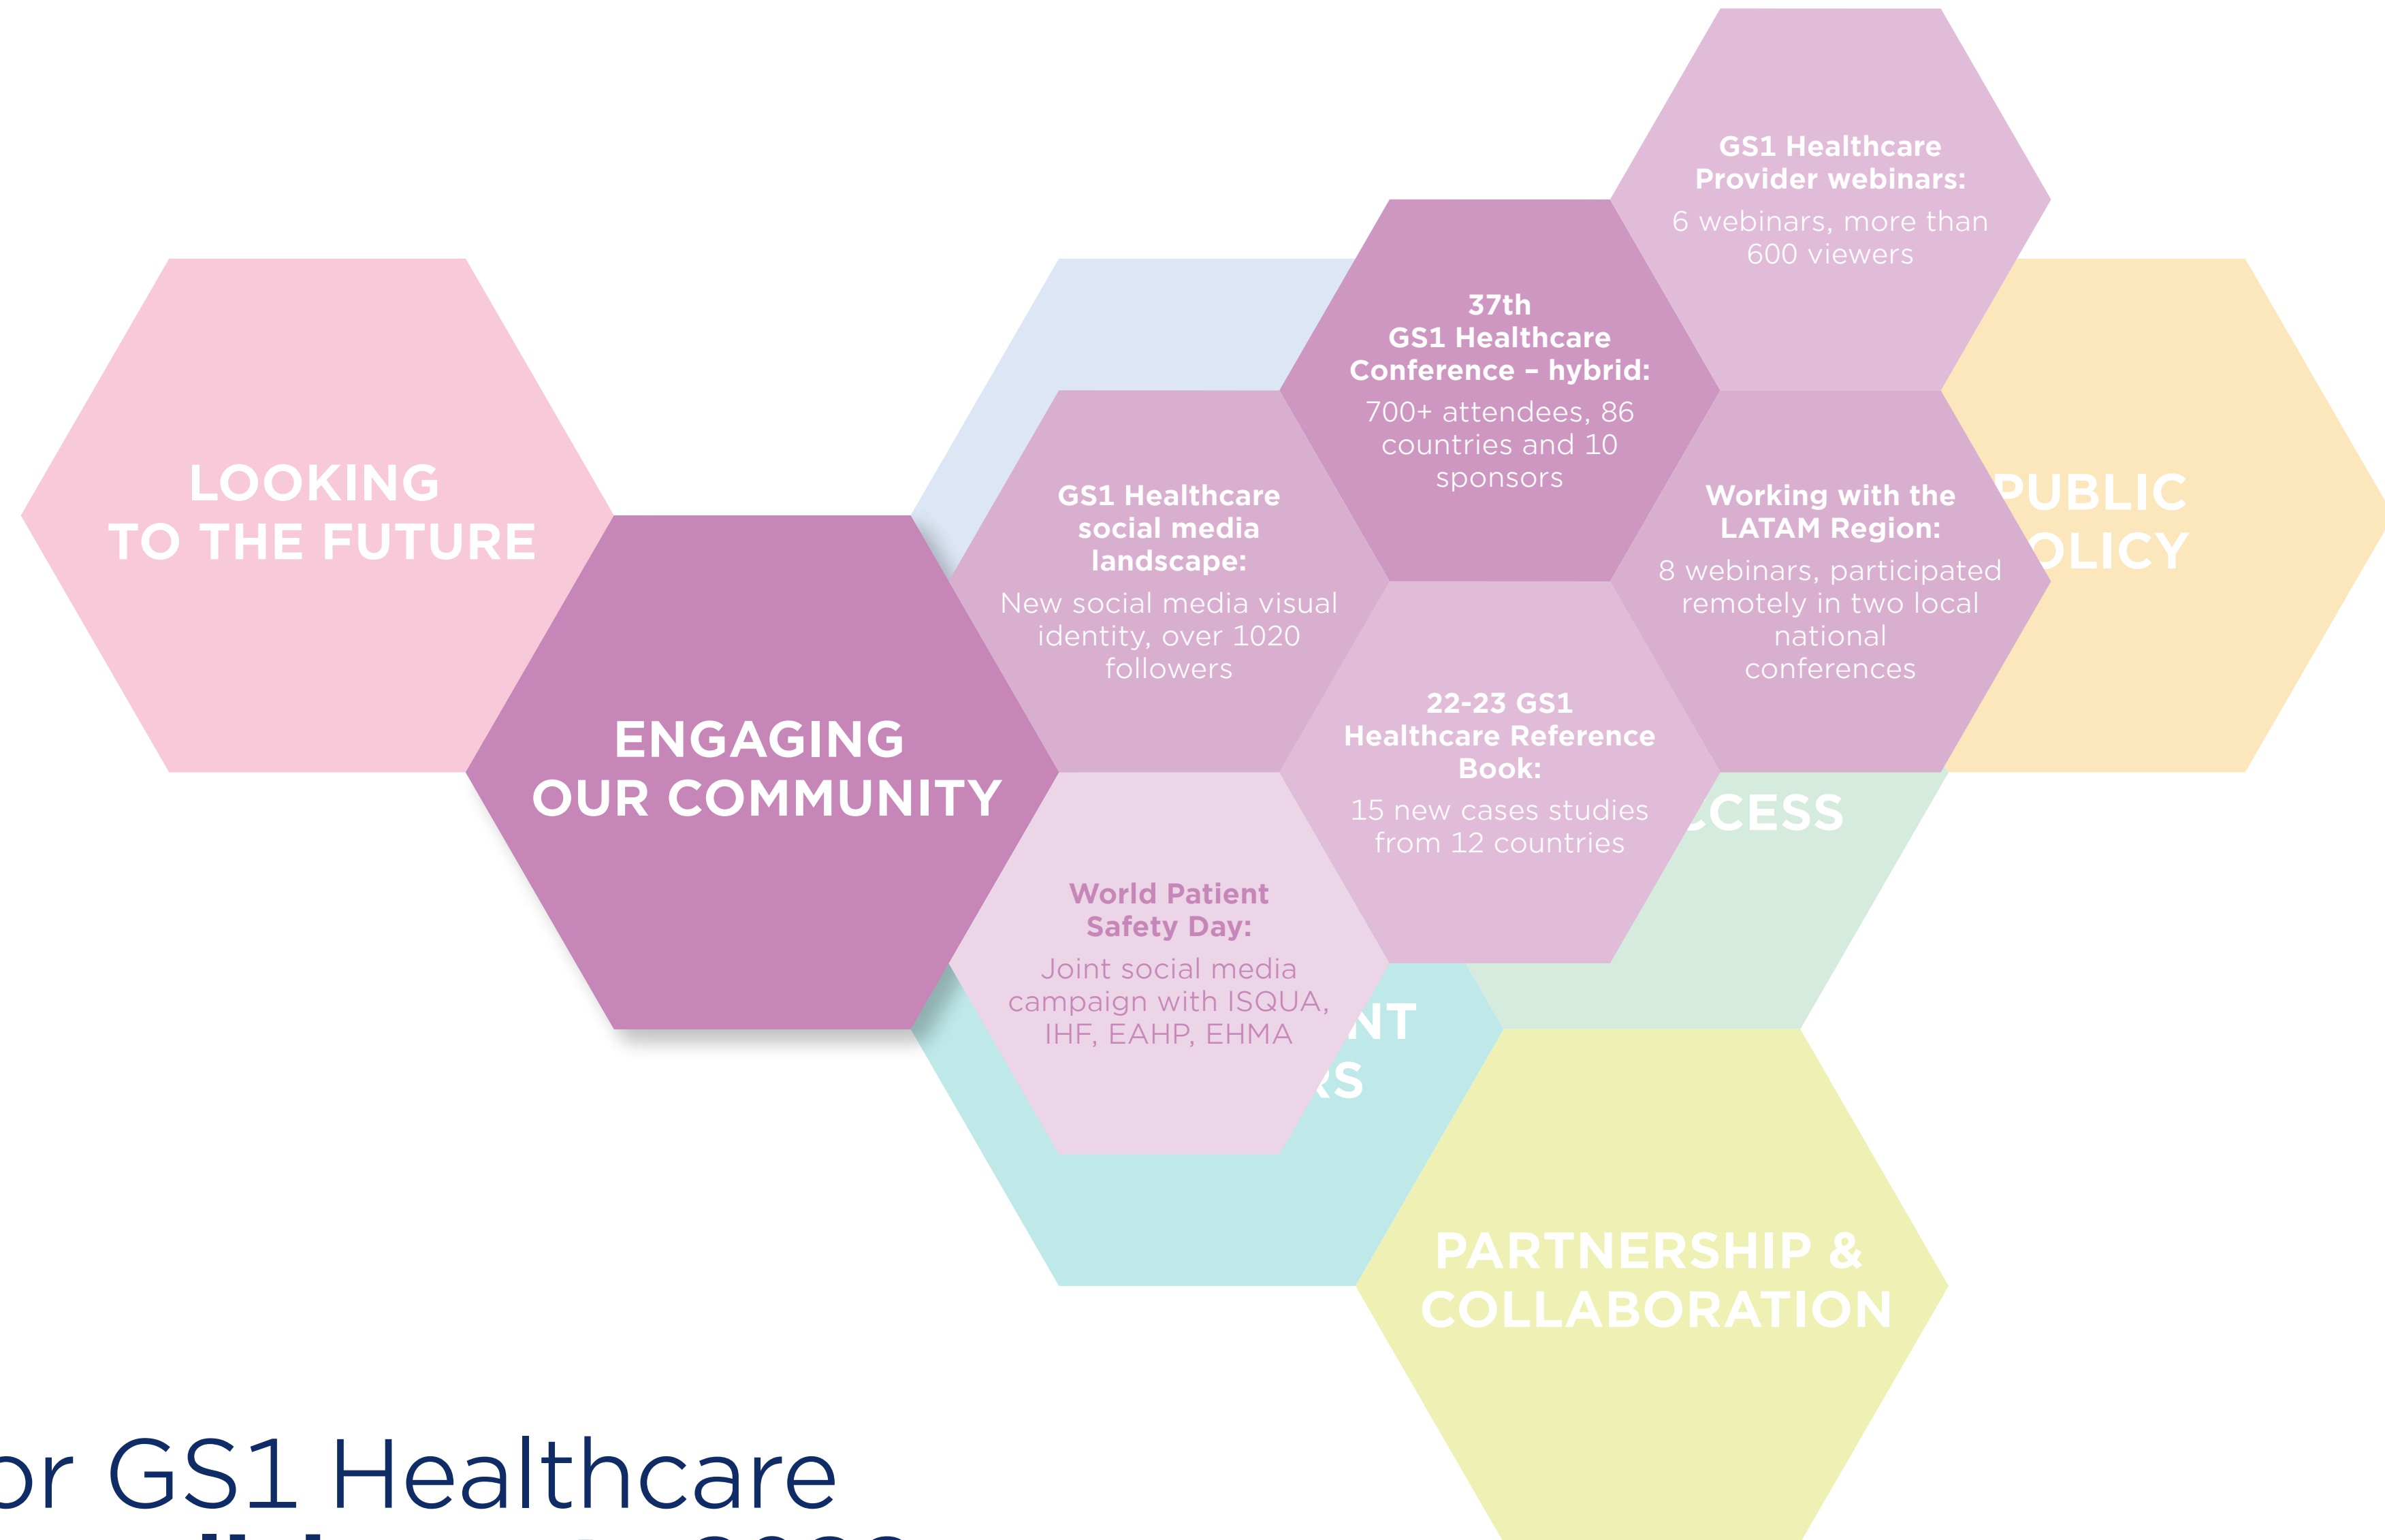 GS1 Healthcare
Provider webinars:
6 webinars, more than
600 viewers
37th
GS1 Healthcare
Conference – hybrid:
700+ attendees, 86
countries and 10
sponsors
LOOKING
TO THE FUTURE
GS1 Healthcare
social media
landscape:
New social media visual
identity, over 1020
followers
Working with the
LATAM Region:
8 webinars, participated
remotely in two local
national
conferences
PUBLIC
OLICY
ENGAGING
OUR COMMUNITY
22-23 GS1
Healthcare Reference
Book:
15 new cases studies
from 12 countries
CESS
World Patient
Safety Day:
Joint social media
campaign with ISQUA,
IHF, EAHP, EHMA
NT
RS
PARTNERSHIP &
COLLABORATION
or GS1 Healthcare